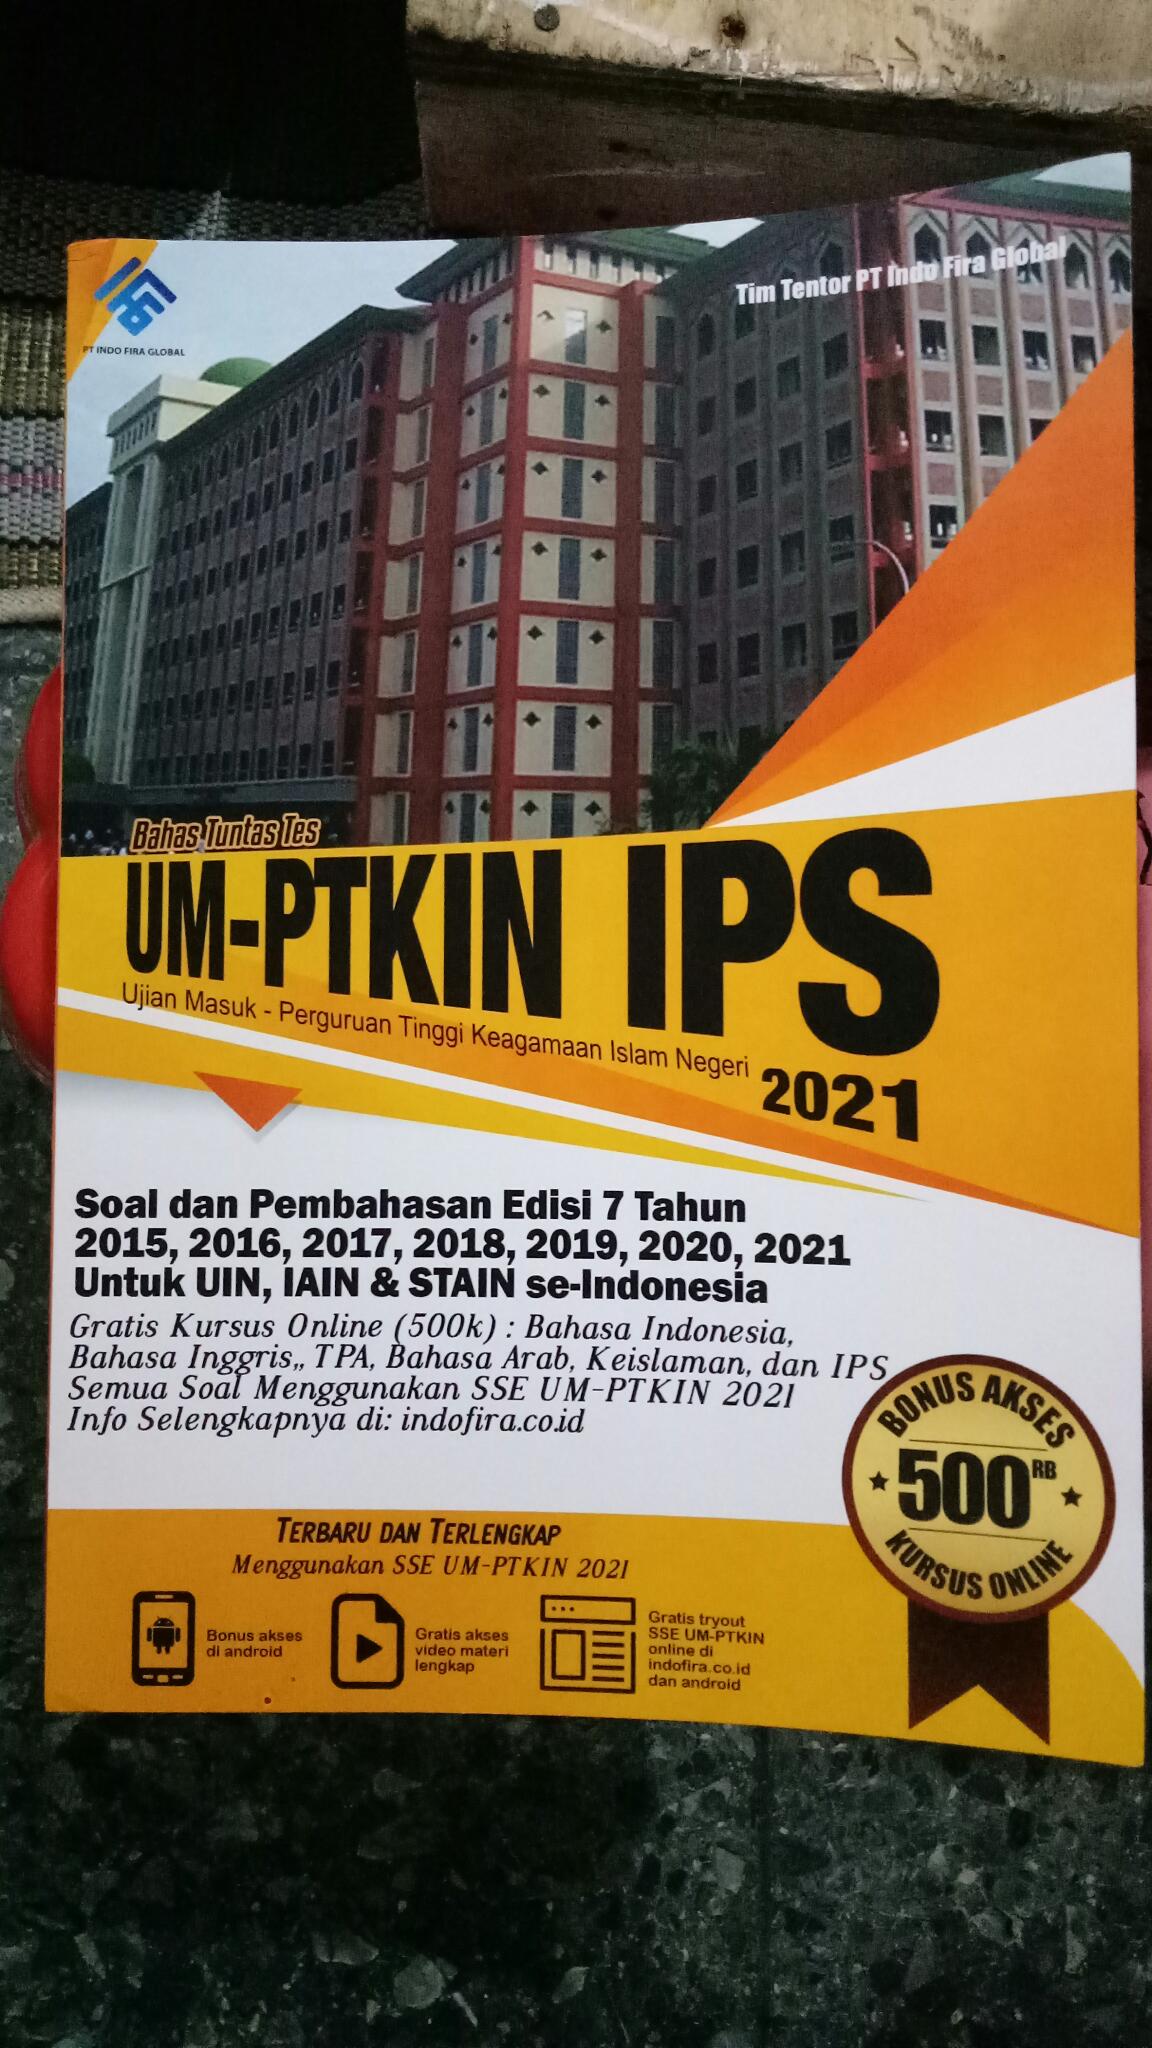 PT INDO FIRA GLOBAL
Tim Tentor PT Indo Fira Global
Bahas Tuntas Tes
UM-PTKIN IPS
Ujian Masuk - Perguruan Tinggi Keagamaan Islam Negeri
2021
Soal dan Pembahasan Edisi 7 Tahun
2015, 2016, 2017, 2018, 2019, 2020, 2021
Untuk UIN, IAIN & STAIN se-Indonesia
Gratis Kursus Online (500k) : Bahasa Indonesia,
Bahasa Inggris,, TPA, Bahasa Arab, Keislaman, dan IPS
Semua Soal Menggunakan SSE UM-PTKIN 2021
Info Selengkapnya di: indofira.co.id
BONUS AKSES
500RB
KURSUS ONLINE
TERBARU DAN TERLENGKAP
Menggunakan SSE UM-PTKIN 2021
Bonus akses
di android
Gratis akses
video materi
lengkap
Gratis tryout
SSE UM-PTKIN
online di
indofira.co.id
dan android